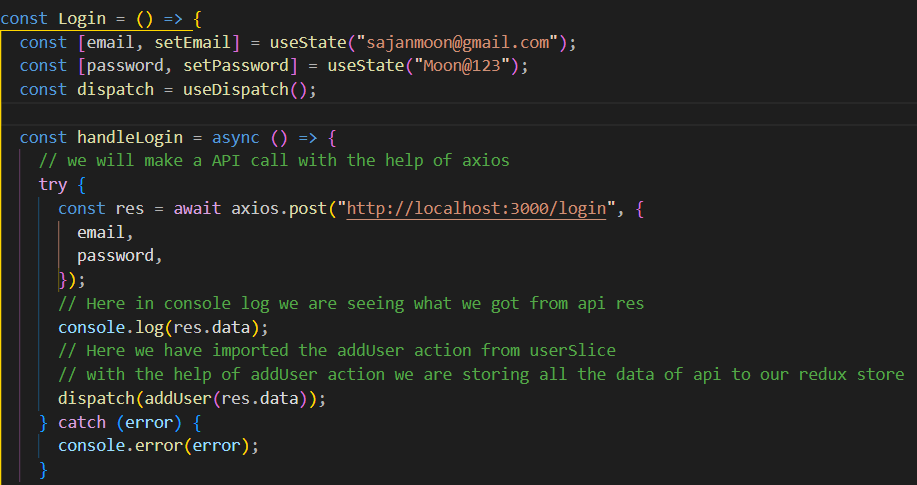 const Login = () => {
const [email, setEmail] = useState("sajanmoon@gmail.com");
const [password, setPassword] = useState("Moon@123");
const dispatch = useDispatch();
const handleLogin = async () => {
// we will make a API call with the help of axios
try {
const res = await axios.post("http://localhost:3000/login", {
email,
password,
});
// Here in console log we are seeing what we got from api res
console.log(res.data);
// Here we have imported the addUser action from userSlice
// with the help of addUser action we are storing all the data of api to our redux store
dispatch(addUser(res.data));
} catch (error) {
console.error(error);
}